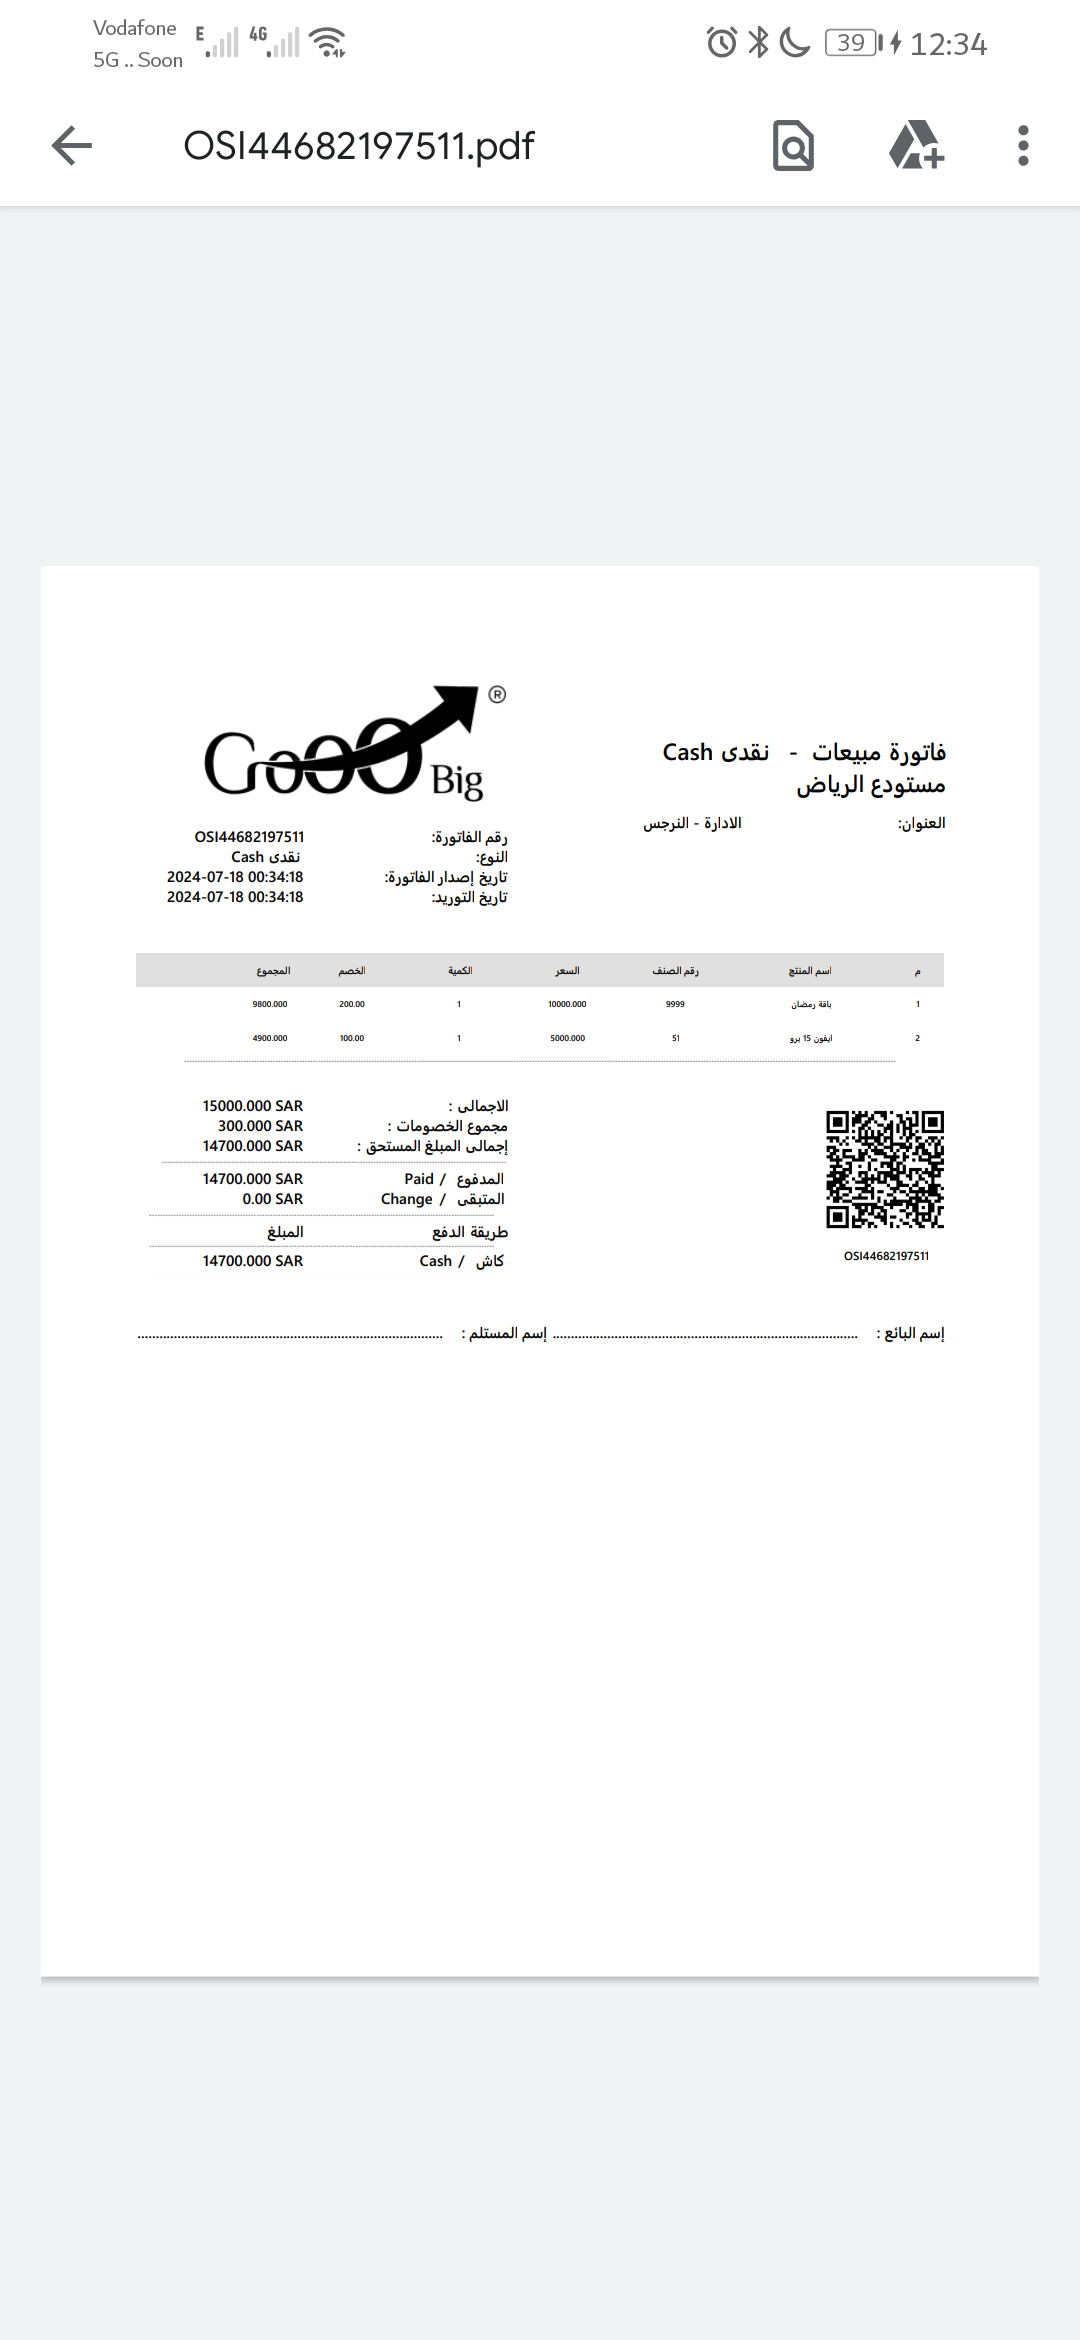 Vodafone E 4G 39 12:34
5G .. Soon
OSI44682197511.pdf
GoOO Big ®
فاتورة مبيعات - نقدى Cash
مستودع الرياض
العنوان: الادارة - النرجس
رقم الفاتورة: OSI44682197511
النوع: نقدى Cash
تاريخ إصدار الفاتورة: 2024-07-18 00:34:18
تاريخ التوريد: 2024-07-18 00:34:18
م اسم المنتج رقم الصنف السعر الكمية الخصم المجموع
1 باقة رمضان 9999 10000.000 1 200.00 9800.000
2 ايفون 15 برو 51 5000.000 1 100.00 4900.000
الاجمالى : 15000.000 SAR
مجموع الخصومات : 300.000 SAR
إجمالى المبلغ المستحق : 14700.000 SAR
المدفوع / Paid 14700.000 SAR
المتبقى / Change 0.00 SAR
طريقة الدفع المبلغ
كاش / Cash 14700.000 SAR
OSI44682197511
إسم البائع : ........ إسم المستلم : ........